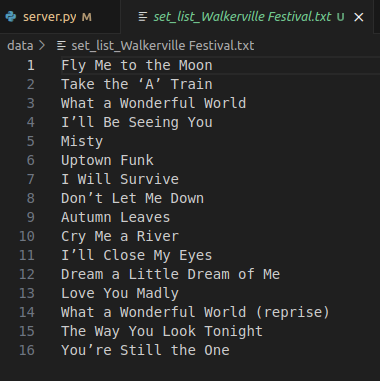 server.py M set_list_Walkerville Festival.txt U ×
data > set_list_Walkerville Festival.txt
1 Fly Me to the Moon
2 Take the ‘A’ Train
3 What a Wonderful World
4 I’ll Be Seeing You
5 Misty
6 Uptown Funk
7 I Will Survive
8 Don’t Let Me Down
9 Autumn Leaves
10 Cry Me a River
11 I’ll Close My Eyes
12 Dream a Little Dream of Me
13 Love You Madly
14 What a Wonderful World (reprise)
15 The Way You Look Tonight
16 You’re Still the One